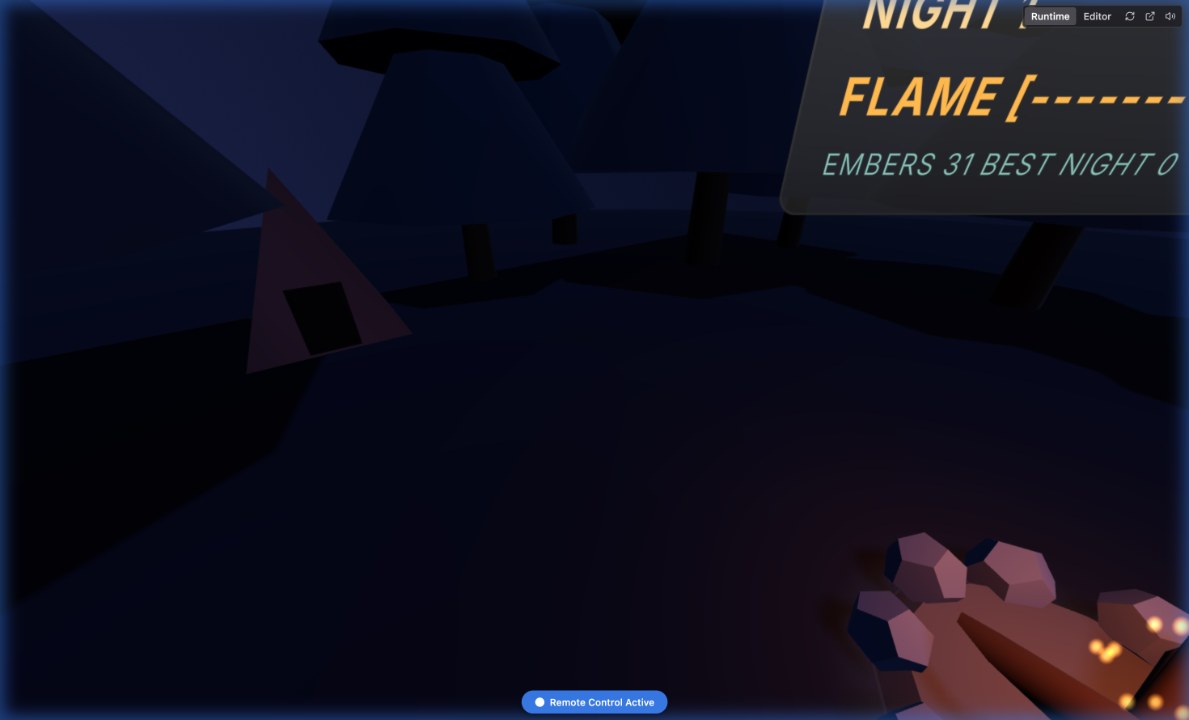 Runtime Editor
NIGHT
FLAME [-------
EMBERS 31 BEST NIGHT 0
Remote Control Active